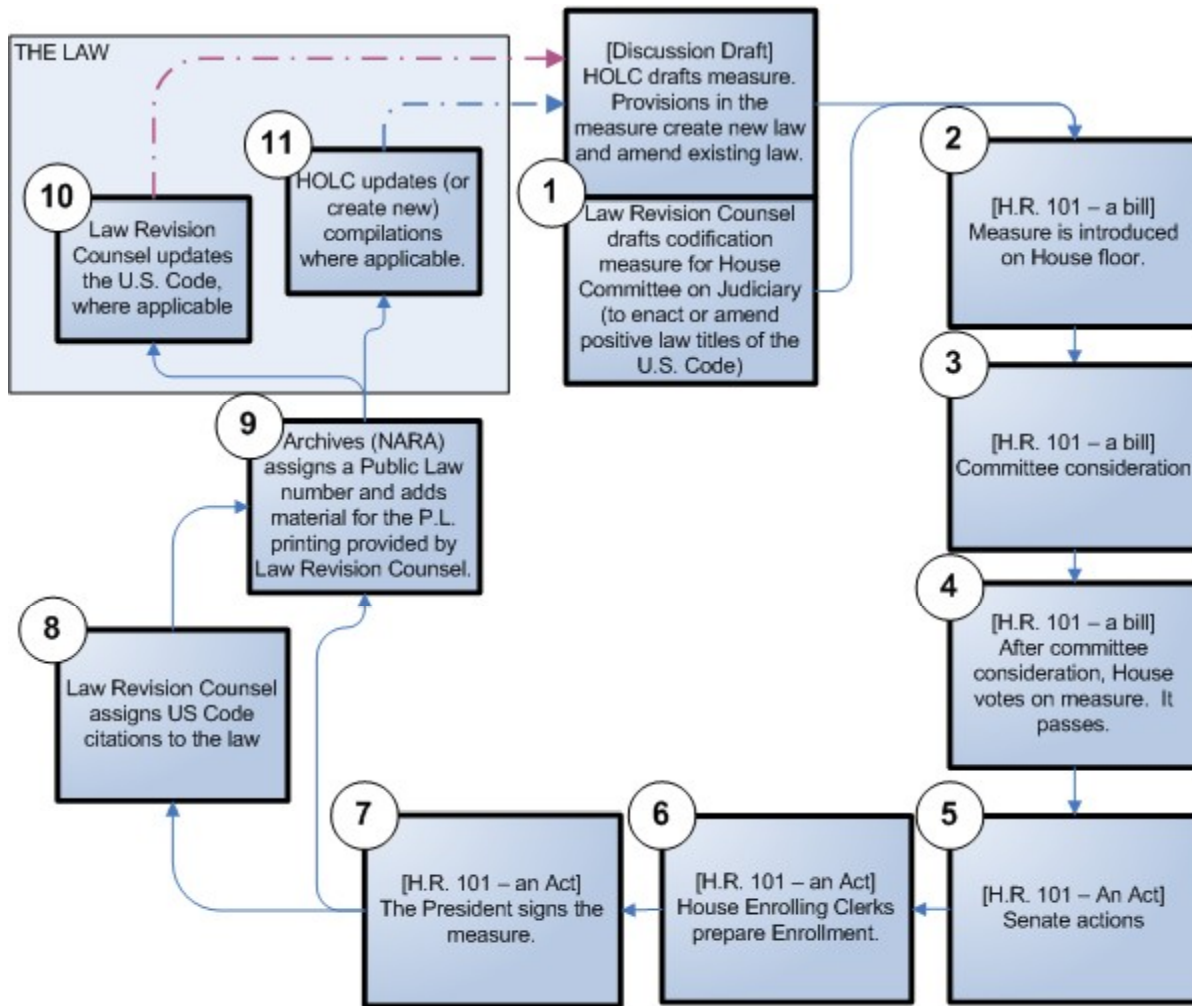 THE LAW
1
[Discussion Draft]
HOLC drafts measure.
Provisions in the
measure create new law
and amend existing law.
Law Revision Counsel
drafts codification
measure for House
Committee on Judiciary
(to enact or amend
positive law titles of the
U.S. Code)
2
[H.R. 101 – a bill]
Measure is introduced
on House floor.
3
[H.R. 101 – a bill]
Committee consideration
4
[H.R. 101 – a bill]
After committee
consideration, House
votes on measure. It
passes.
5
[H.R. 101 – An Act]
Senate actions
6
[H.R. 101 – an Act]
House Enrolling Clerks
prepare Enrollment.
7
[H.R. 101 – an Act]
The President signs the
measure.
8
Law Revision Counsel
assigns US Code
citations to the law
9
Archives (NARA)
assigns a Public Law
number and adds
material for the P.L.
printing provided by
Law Revision Counsel.
10
Law Revision
Counsel updates
the U.S. Code,
where applicable
11
HOLC updates (or
create new)
compilations
where applicable.